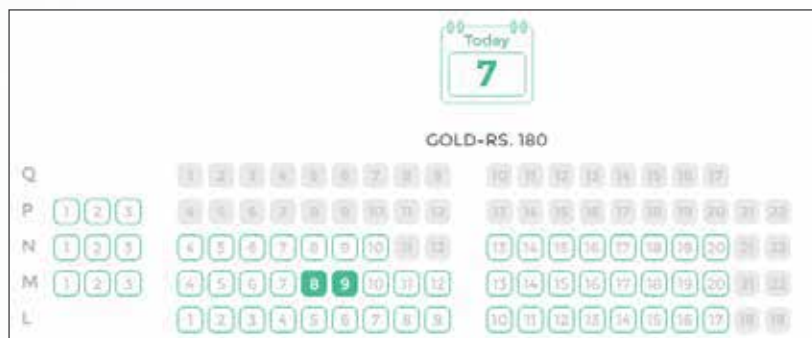 Today
7
GOLD-RS. 180
Q 1 2 3 4 5 6 7 8 9 10 11 12 13 14 15 16 17
P 1 2 3 4 5 6 7 8 9 10 11 12 13 14 15 16 17 18 19 20 21 22
N 1 2 3 4 5 6 7 8 9 10 11 12 13 14 15 16 17 18 19 20 21 22
M 1 2 3 4 5 6 7 8 9 10 11 12 13 14 15 16 17 18 19 20 21 22
L 1 2 3 4 5 6 7 8 9 10 11 12 13 14 15 16 17 18 19